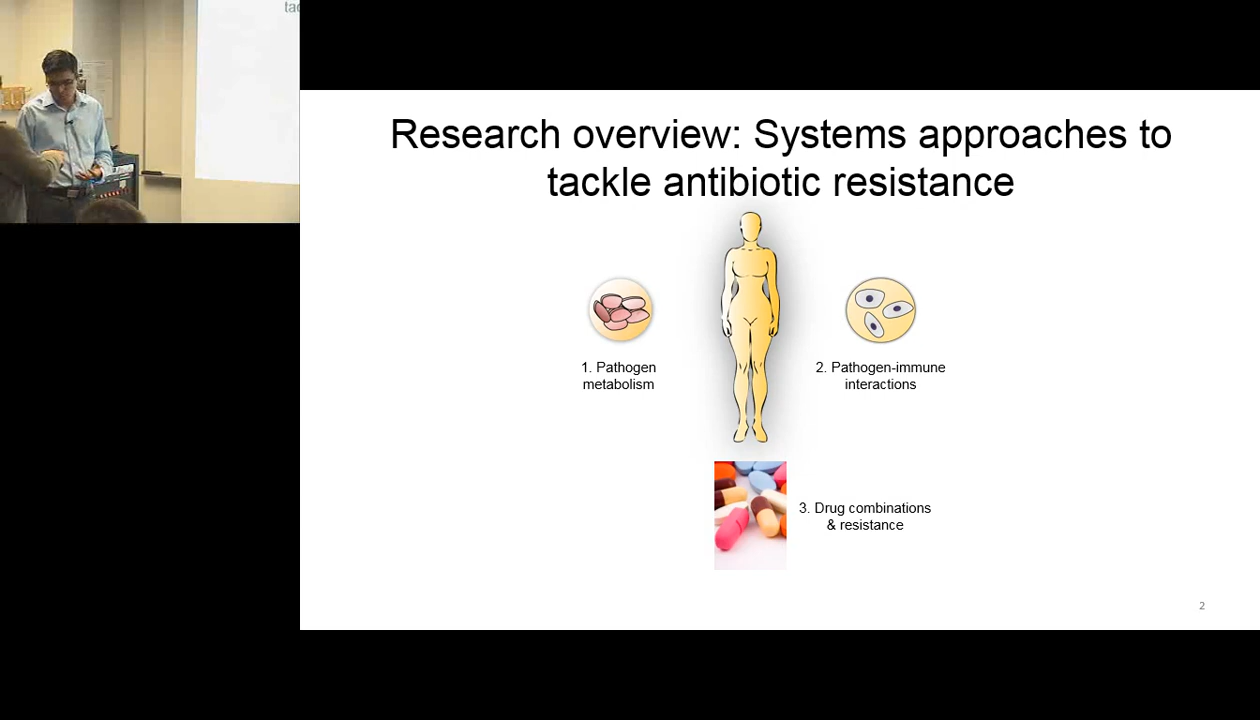 tac
Research overview: Systems approaches to
tackle antibiotic resistance
1. Pathogen
metabolism
2. Pathogen-immune
interactions
3. Drug combinations
& resistance
2